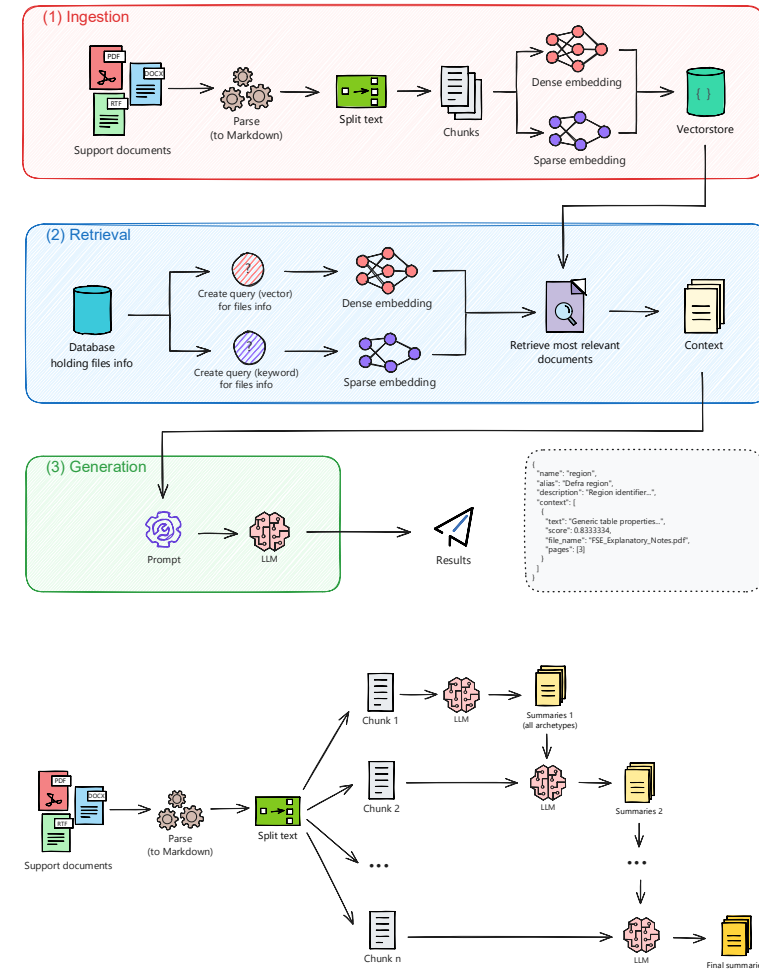 (1) Ingestion
PDF
DOCX
RTF
Support documents
Parse
(to Markdown)
Split text
Chunks
Dense embedding
Sparse embedding
{ }
Vectorstore
(2) Retrieval
Database
holding files info
?
Create query (vector)
for files info
?
Create query (keyword)
for files info
Dense embedding
Sparse embedding
Retrieve most relevant
documents
Context
(3) Generation
Prompt
LLM
Results
{
"name": "region",
"alias": "Defra region",
"description": "Region identifier...",
"context": [
{
"text": "Generic table properties...",
"score": 0.8333334,
"file_name": "FSE_Explanatory_Notes.pdf",
"pages": [3]
}
]
}
PDF
DOCX
RTF
Support documents
Parse
(to Markdown)
Split text
Chunk 1
LLM
Summaries 1
(all archetypes)
Chunk 2
LLM
Summaries 2
...
...
Chunk n
LLM
Final summarie